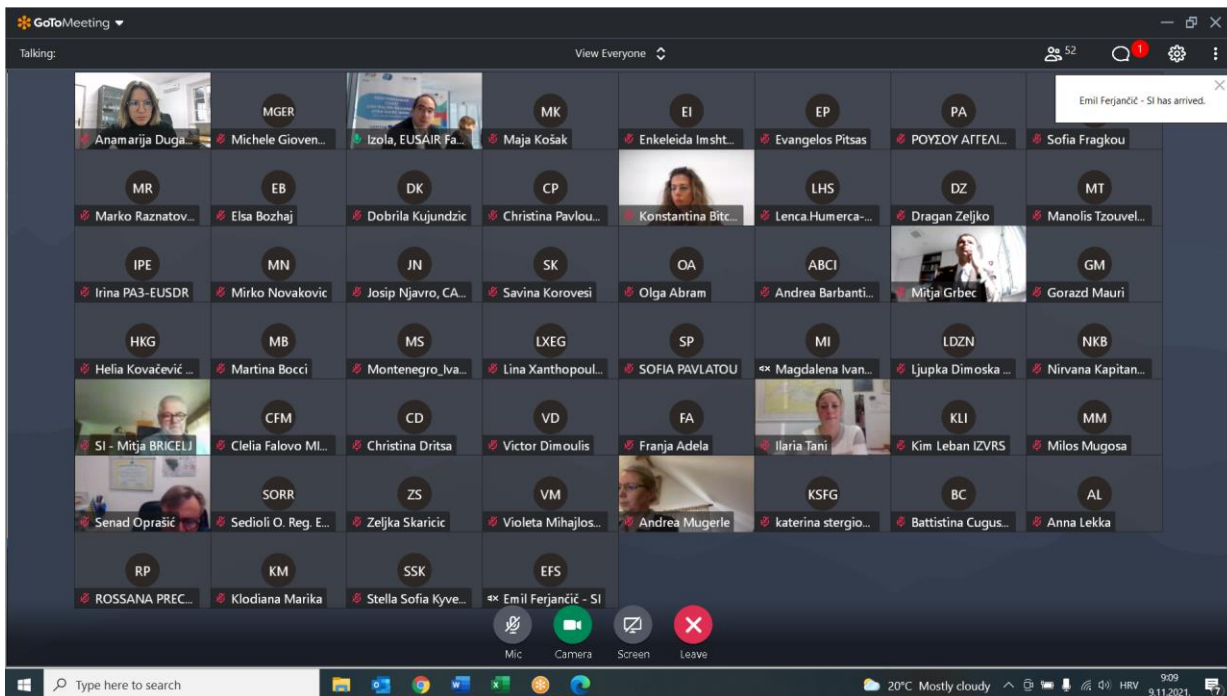 GoToMeeting
Talking:
View Everyone
52
1
Emil Ferjančič - SI has arrived.
Anamarija Duga...
MGER
Michele Gioven...
Izola, EUSAIR Fa...
MK
Maja Košak
EI
Enkeleida Imsht...
EP
Evangelos Pitsas
PA
ΡΟΥΣΟΥ ΑΓΓΕΛΙ...
Sofia Fragkou
MR
Marko Raznatov...
EB
Elsa Bozhaj
DK
Dobrila Kujundzic
CP
Christina Pavlou...
Konstantina Bitc...
LHS
Lenca.Humerca-...
DZ
Dragan Zeljko
MT
Manolis Tzouvel...
IPE
Irina PA3-EUSDR
MN
Mirko Novakovic
JN
Josip Njavro, CA...
SK
Savina Korovesi
OA
Olga Abram
ABCI
Andrea Barbanti...
Mitja Grbec
GM
Gorazd Mauri
HKG
Helia Kovačević ...
MB
Martina Bocci
MS
Montenegro_Iva...
LXEG
Lina Xanthopoul...
SP
SOFIA PAVLATOU
MI
Magdalena Ivan...
LDZN
Ljupka Dimoska ...
NKB
Nirvana Kapitan...
SI - Mitja BRICELJ
CFM
Clelia Falovo MI...
CD
Christina Dritsa
VD
Victor Dimoulis
FA
Franja Adela
Ilaria Tani
KLI
Kim Leban IZVRS
MM
Milos Mugosa
Senad Oprašić
SORR
Sedioli O. Reg. E...
ZS
Zeljka Skaricic
VM
Violeta Mihajlos...
Andrea Mugerle
KSFG
katerina stergio...
BC
Battistina Cugus...
AL
Anna Lekka
RP
ROSSANA PREC...
KM
Klodiana Marika
SSK
Stella Sofia Kyve...
EFS
Emil Ferjančič - SI
Mic
Camera
Screen
Leave
Type here to search
20°C Mostly cloudy
HRV
9:09
9.11.2021.